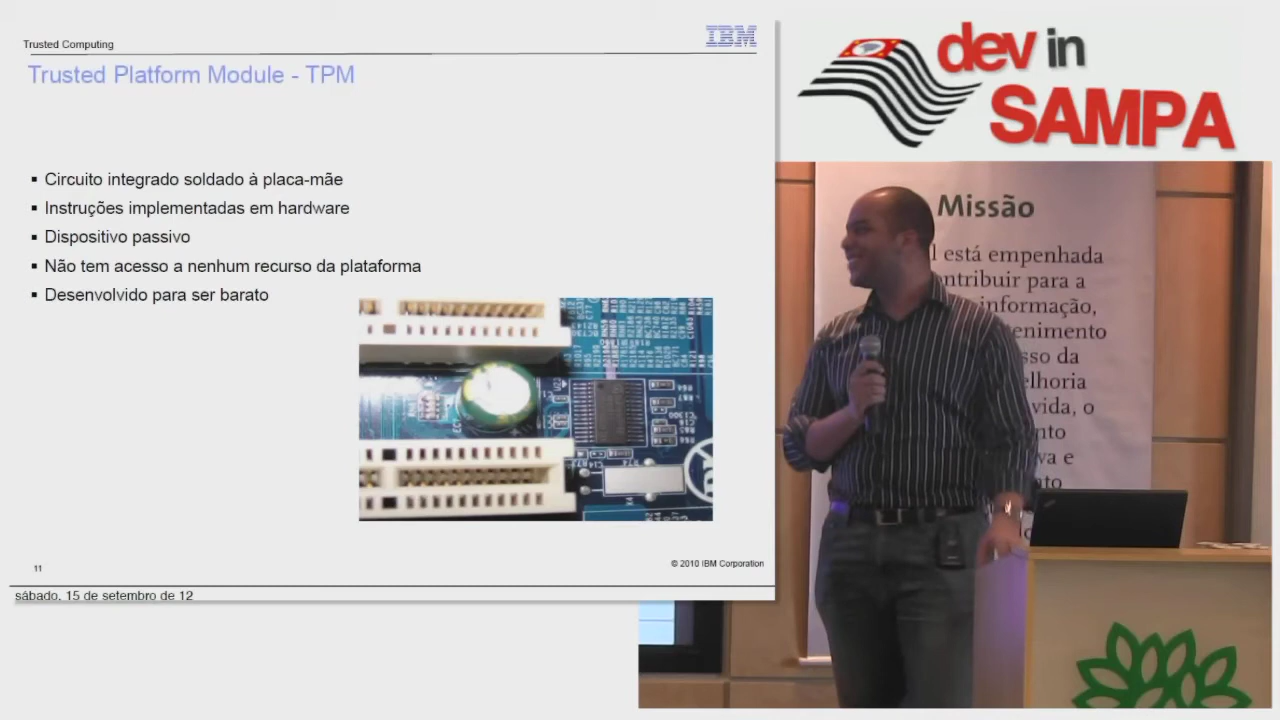 Trusted Computing
IBM
Trusted Platform Module - TPM
▪ Circuito integrado soldado à placa-mãe
▪ Instruções implementadas em hardware
▪ Dispositivo passivo
▪ Não tem acesso a nenhum recurso da plataforma
▪ Desenvolvido para ser barato
11
© 2010 IBM Corporation
sábado, 15 de setembro de 12
dev in
SAMPA
Missão
está empenhada
contribuir para a
informação,
da
vida, o
e